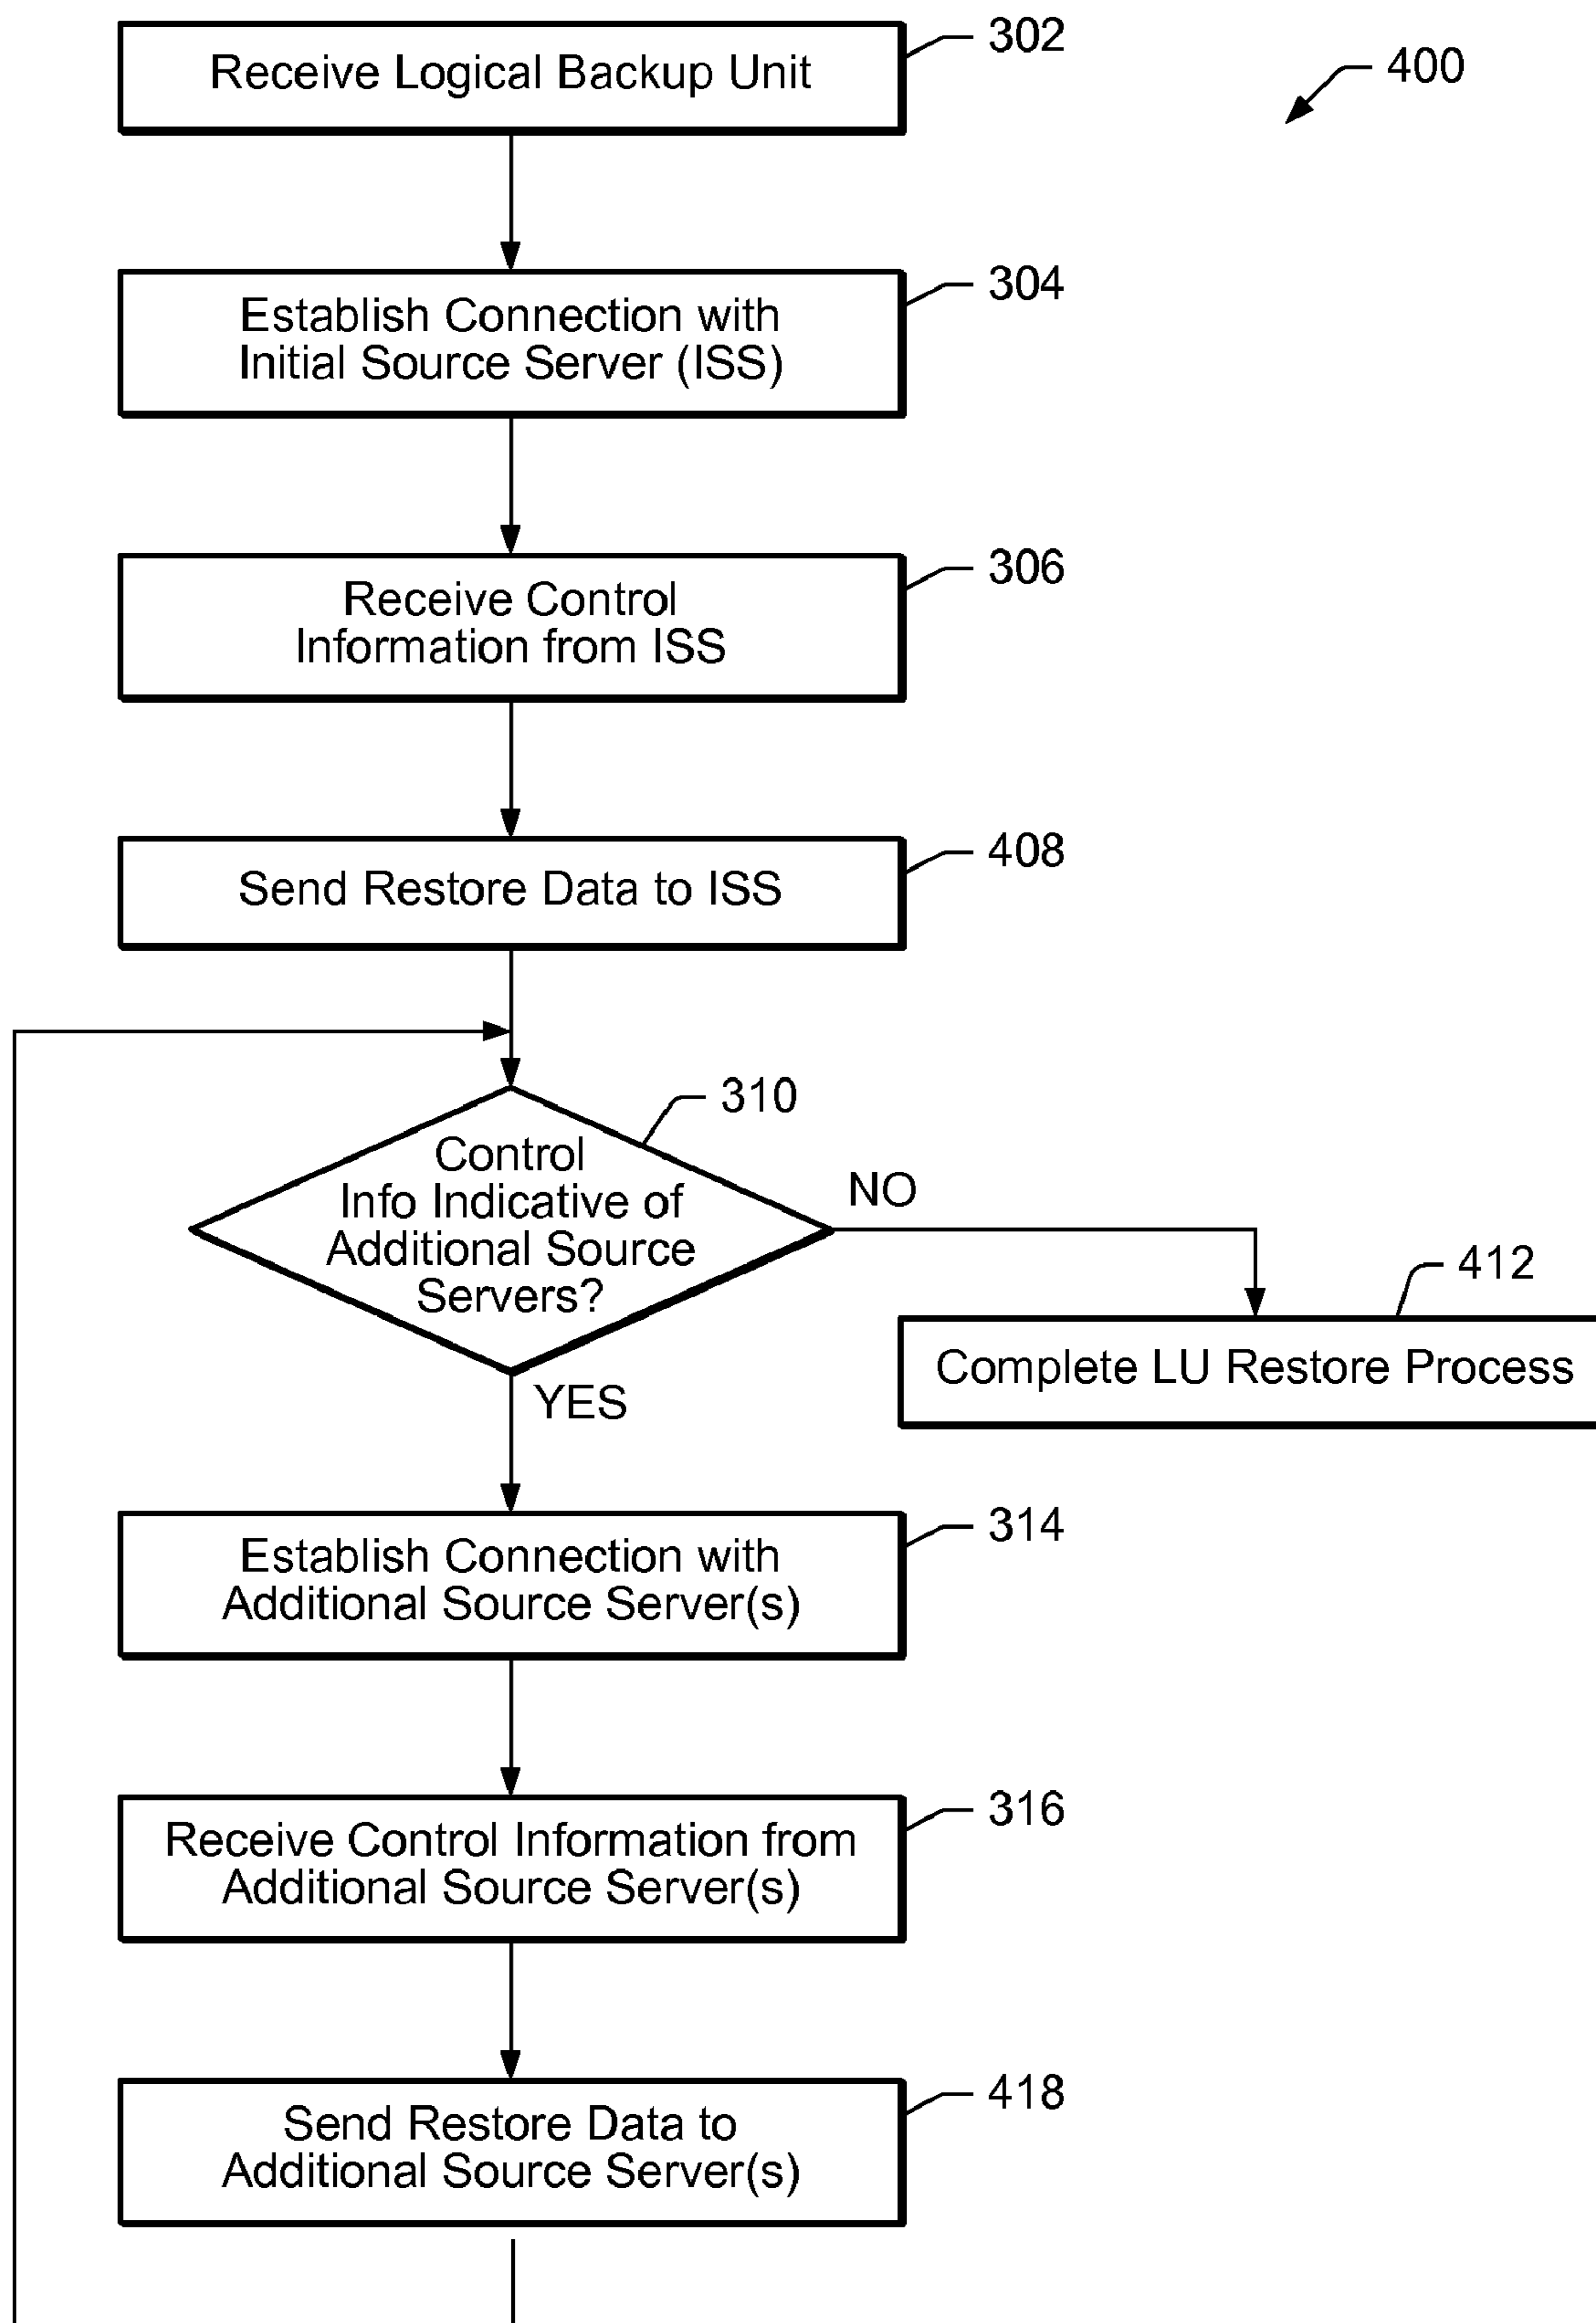 Receive Logical Backup Unit
302
400
Establish Connection with
Initial Source Server (ISS)
304
Receive Control
Information from ISS
306
Send Restore Data to ISS
408
Control
Info Indicative of
Additional Source
Servers?
310
NO
412
Complete LU Restore Process
YES
Establish Connection with
Additional Source Server(s)
314
Receive Control Information from
Additional Source Server(s)
316
Send Restore Data to
Additional Source Server(s)
418